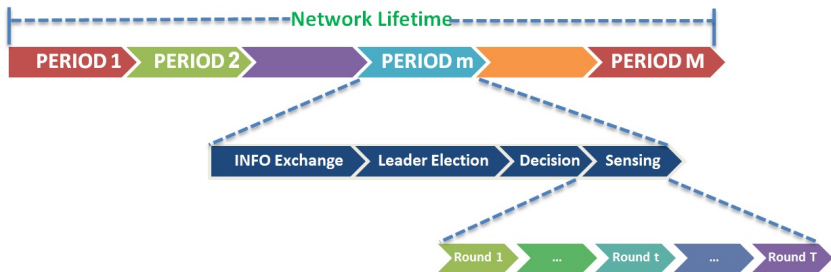 Network Lifetime
PERIOD 1 PERIOD 2 PERIOD m PERIOD M
INFO Exchange Leader Election Decision Sensing
Round 1 ... Round t ... Round T